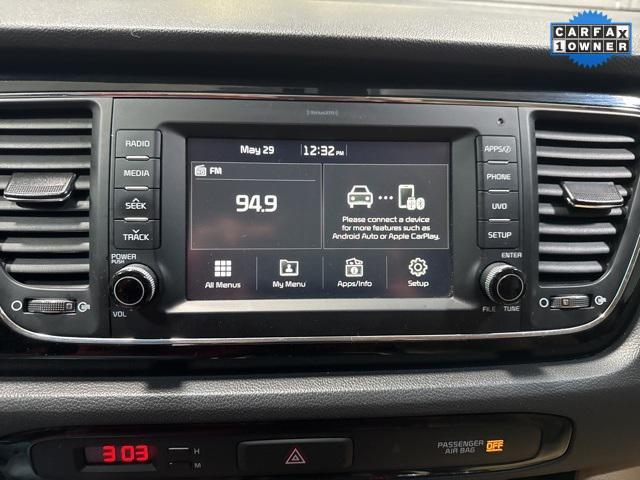 CARFAX
1 OWNER
SiriusXM
RADIO
MEDIA
SEEK
TRACK
POWER
PUSH
VOL
May 29 12:32 PM
FM
94.9
Please connect a device
for more features such as
Android Auto or Apple CarPlay.
All Menus My Menu Apps/Info Setup
APPS/
PHONE
UVO
SETUP
ENTER
FILE TUNE
3:03
H
M
PASSENGER
AIR BAG OFF